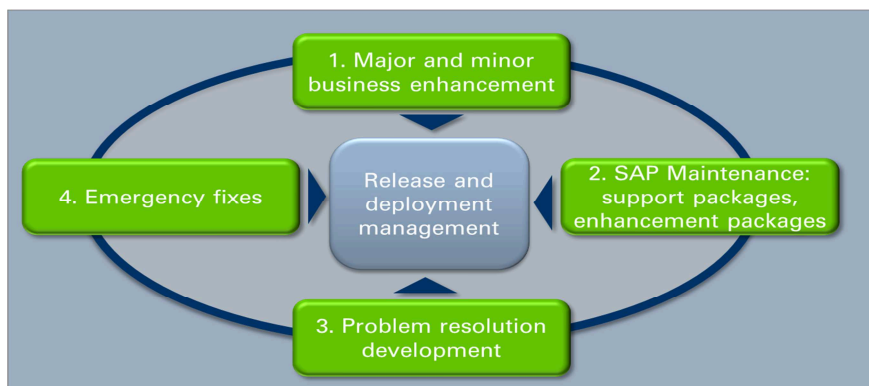 1. Major and minor
business enhancement
4. Emergency fixes
Release and
deployment
management
2. SAP Maintenance:
support packages,
enhancement packages
3. Problem resolution
development